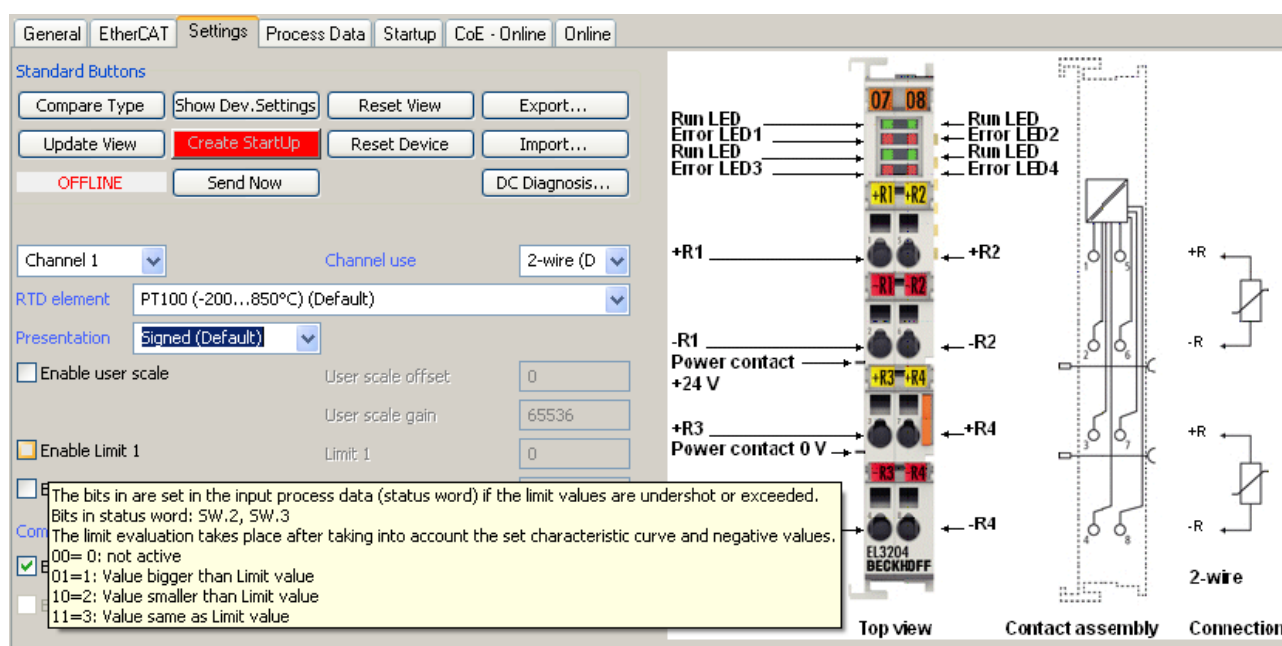 General EtherCAT Settings Process Data Startup CoE - Online Online
Standard Buttons
Compare Type Show Dev.Settings Reset View Export...
Update View Create StartUp Reset Device Import...
OFFLINE Send Now DC Diagnosis...
Channel 1 Channel use 2-wire (D
RTD element PT100 (-200...850°C) (Default)
Presentation Signed (Default)
Enable user scale User scale offset 0
User scale gain 65536
Enable Limit 1 Limit 1 0
The bits in are set in the input process data (status word) if the limit values are undershot or exceeded.
Bits in status word: SW.2, SW.3
Com The limit evaluation takes place after taking into account the set characteristic curve and negative values.
00= 0: not active
01=1: Value bigger than Limit value
10=2: Value smaller than Limit value
11=3: Value same as Limit value
07 08
Run LED Run LED
Error LED1 Error LED2
Run LED Run LED
Error LED3 Error LED4
+R1 +R2
+R1 +R2
-R1 -R2
-R1 -R2
Power contact
+24 V
+R3 +R4
+R3 +R4
Power contact 0 V
-R3 -R4
-R4
EL3204
BECKHOFF
Top view
1 5
2 6
3 7
4 8
Contact assembly
+R
-R
+R
-R
2-wire
Connection